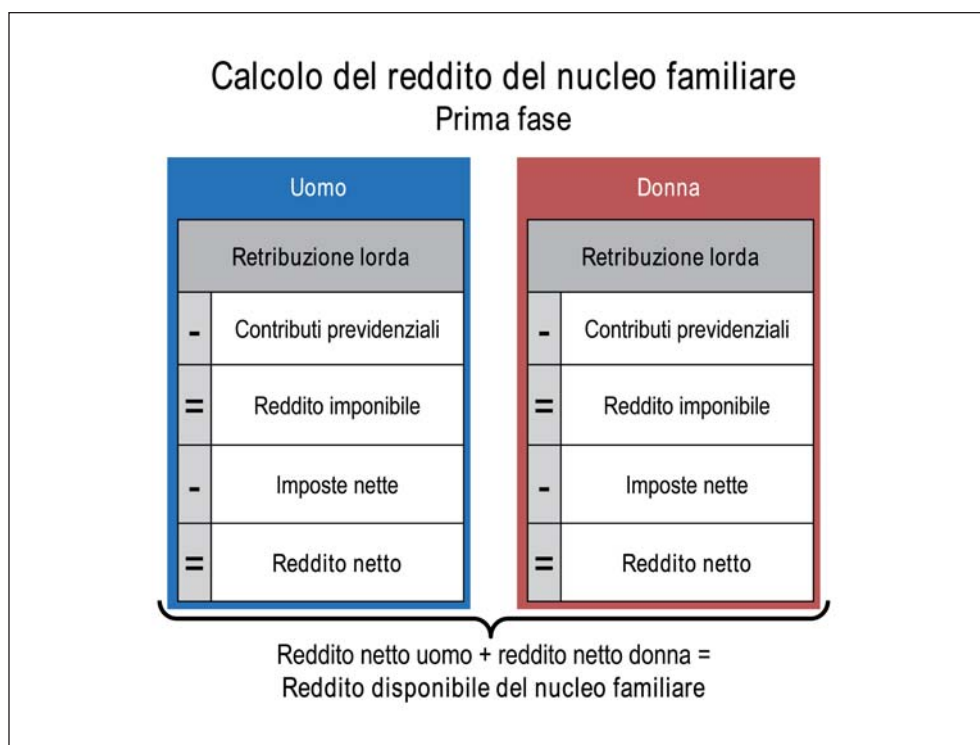 Calcolo del reddito del nucleo familiare
Prima fase
Uomo
Retribuzione lorda
- Contributi previdenziali
= Reddito imponibile
- Imposte nette
= Reddito netto
Donna
Retribuzione lorda
- Contributi previdenziali
= Reddito imponibile
- Imposte nette
= Reddito netto
Reddito netto uomo + reddito netto donna =
Reddito disponibile del nucleo familiare